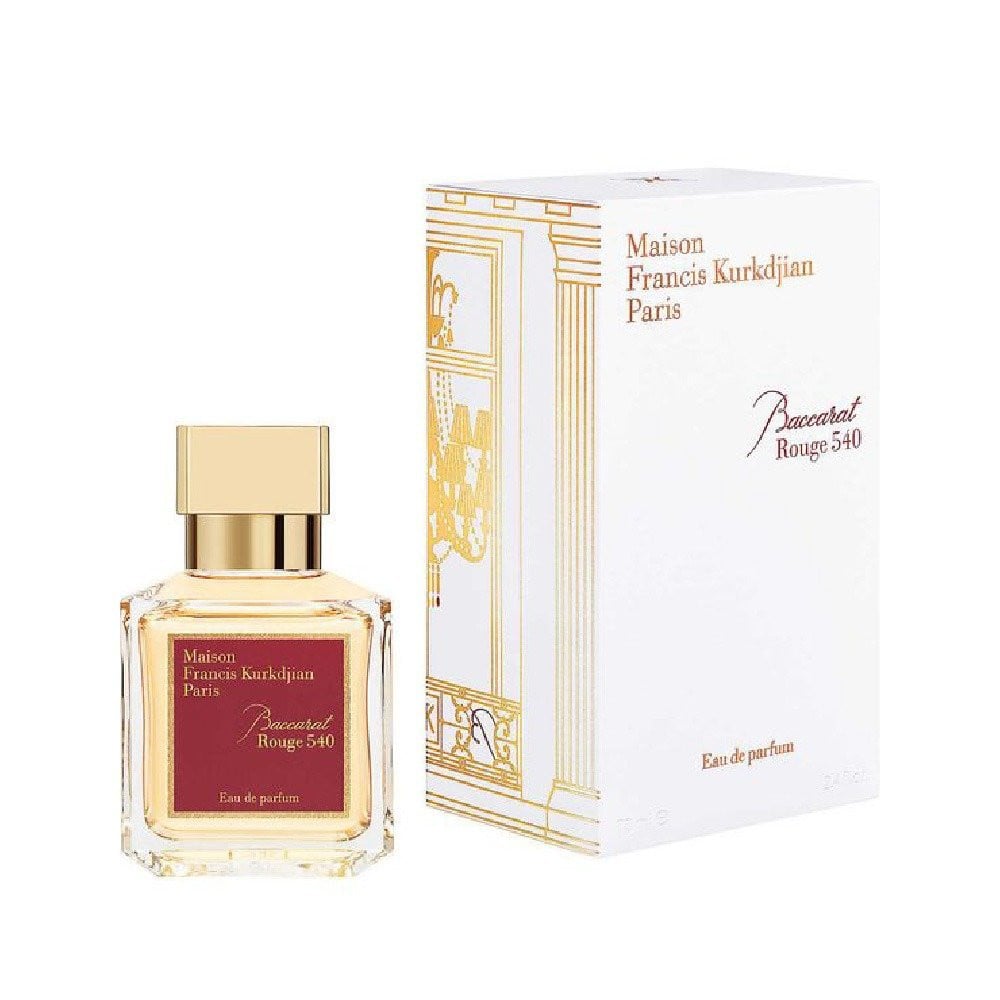 Maison
Francis Kurkdjian
Paris
Baccarat
Rouge 540
Eau de parfum
Maison
Francis Kurkdjian
Paris
Baccarat
Rouge 540
Eau de parfum